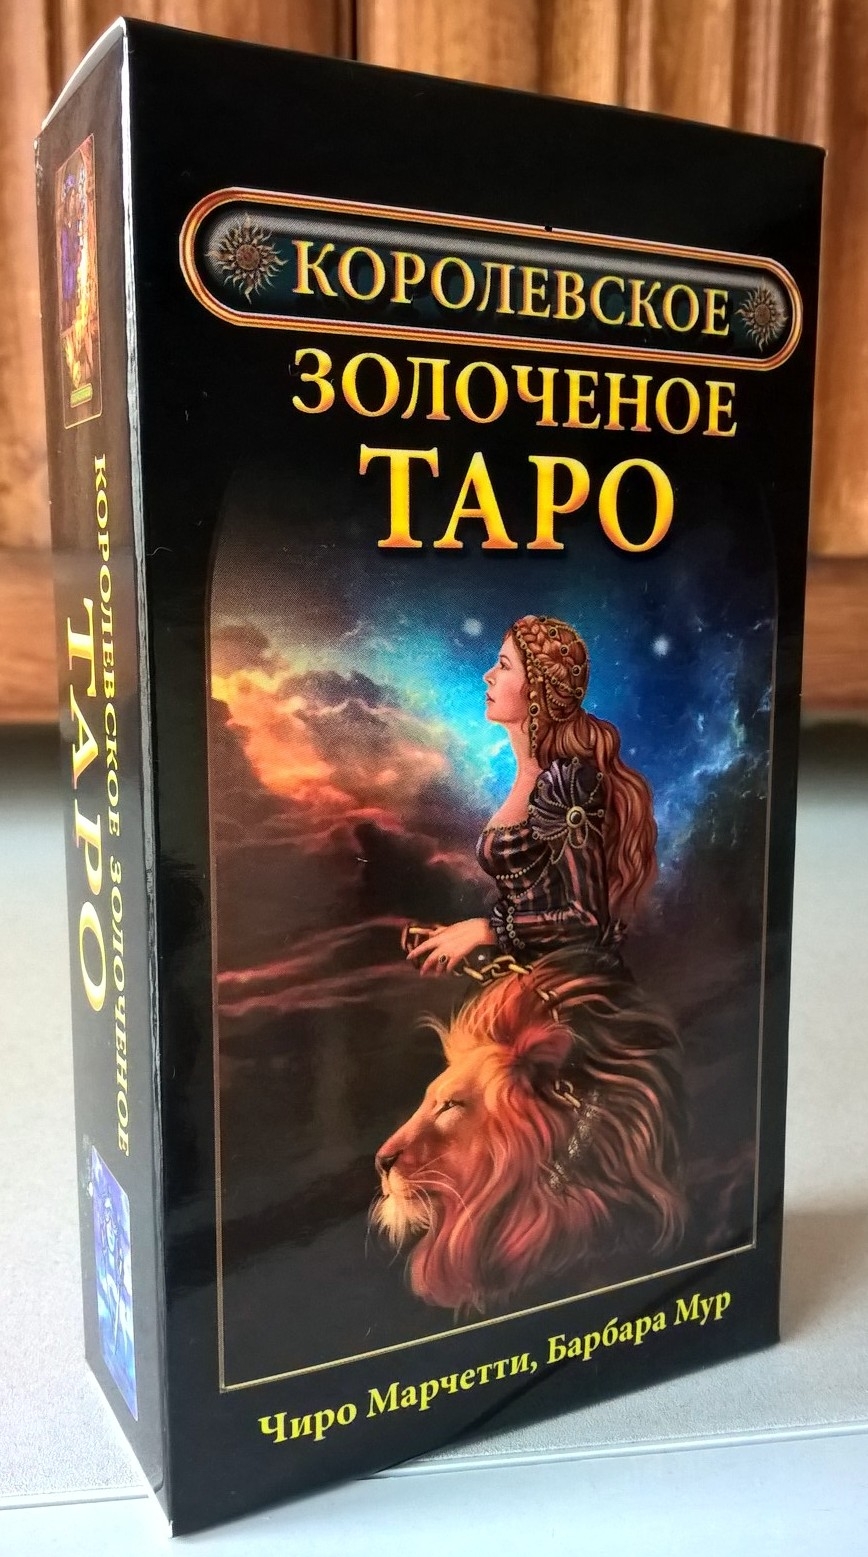 КОРОЛЕВСКОЕ
ЗОЛОЧЕНОЕ
ТАРО
Чиро Марчетти, Барбара Мур
КОРОЛЕВСКОЕ ЗОЛОЧЕНОЕ
ТАРО